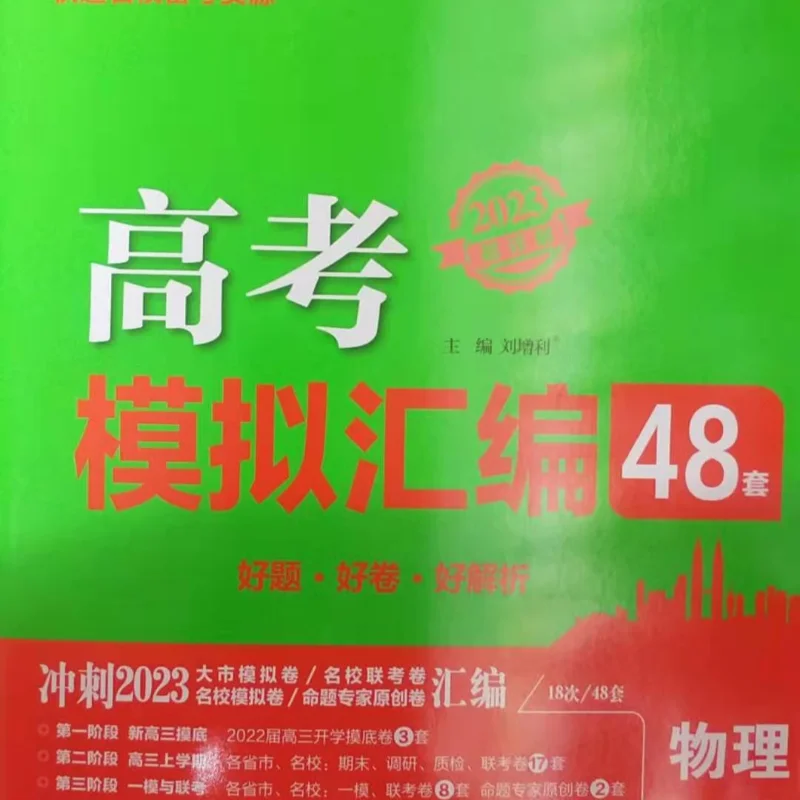 高考
2023
主 编 刘增利
模拟汇编 48套
好题·好卷·好解析
冲刺2023 大市模拟卷/名校联考卷 汇编 18次/48套
名校模拟卷/命题专家原创卷
物理
第一阶段 新高三摸底 2022届高三开学摸底卷3套
第二阶段 高三上学期 各省市、名校:期末、调研、质检、联考卷17套
第三阶段 一模与联考 各省市、名校:一模、联考卷8套 命题专家原创卷2套